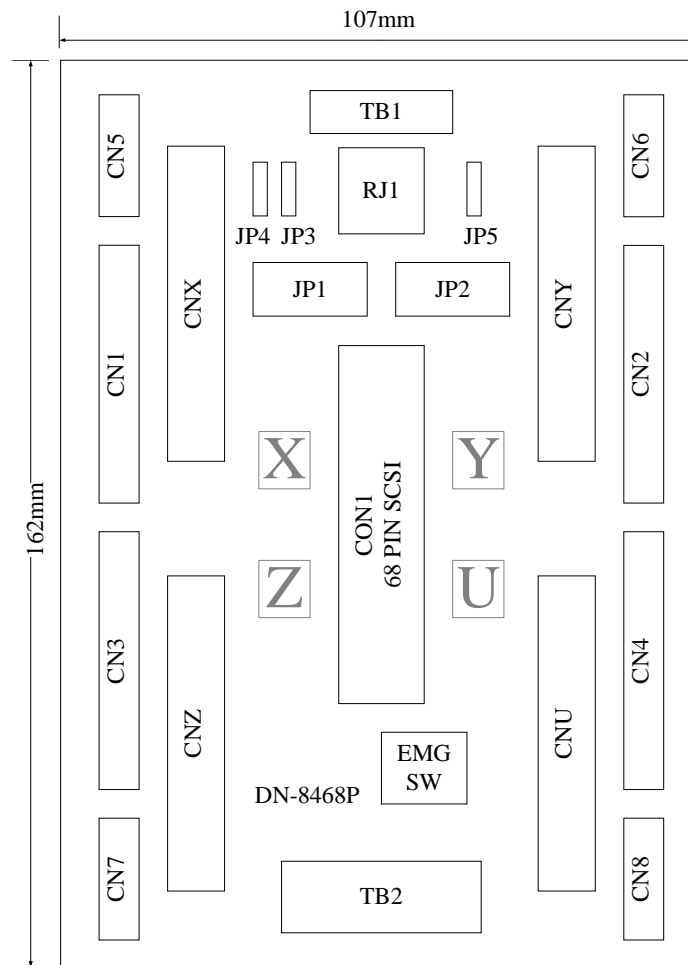 107mm
162mm
TB1
CN5
CN6
RJ1
JP4
JP3
JP5
CNX
CNY
JP1
JP2
CN1
CN2
X
Y
CON1
68 PIN SCSI
Z
U
CN3
CN4
CNZ
CNU
EMG
SW
DN-8468P
CN7
CN8
TB2